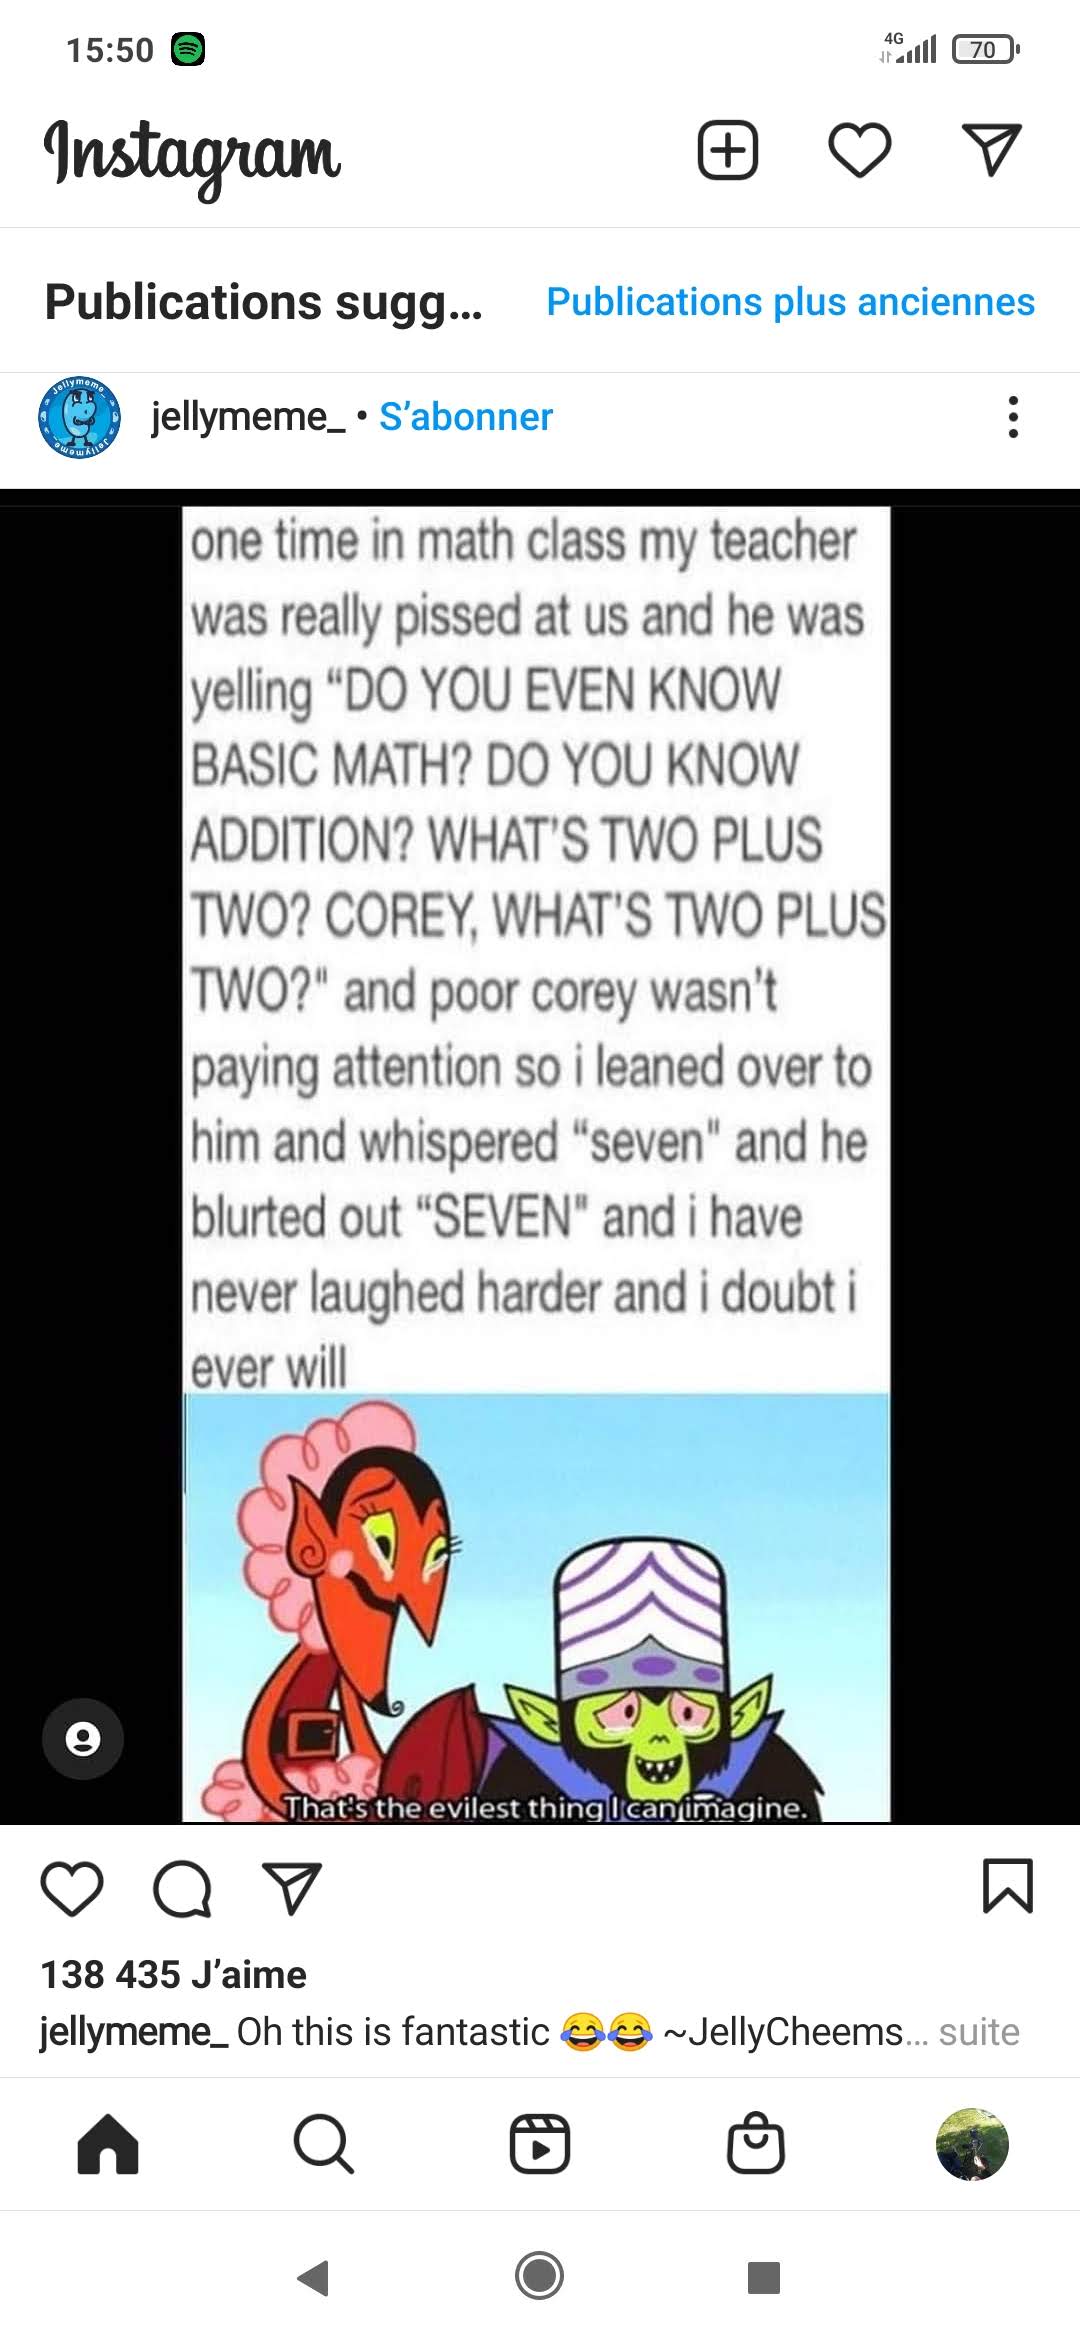 15:50
4G
70
Instagram
Publications sugg... Publications plus anciennes
Jellymeme_
Jellymeme_
jellymeme_ • S’abonner
one time in math class my teacher
was really pissed at us and he was
yelling “DO YOU EVEN KNOW
BASIC MATH? DO YOU KNOW
ADDITION? WHAT'S TWO PLUS
TWO? COREY, WHAT'S TWO PLUS
TWO?" and poor corey wasn't
paying attention so i leaned over to
him and whispered “seven" and he
blurted out “SEVEN" and i have
never laughed harder and i doubt i
ever will
That's the evilest thing I can imagine.
138 435 J’aime
jellymeme_ Oh this is fantastic 😂😂 ~JellyCheems... suite